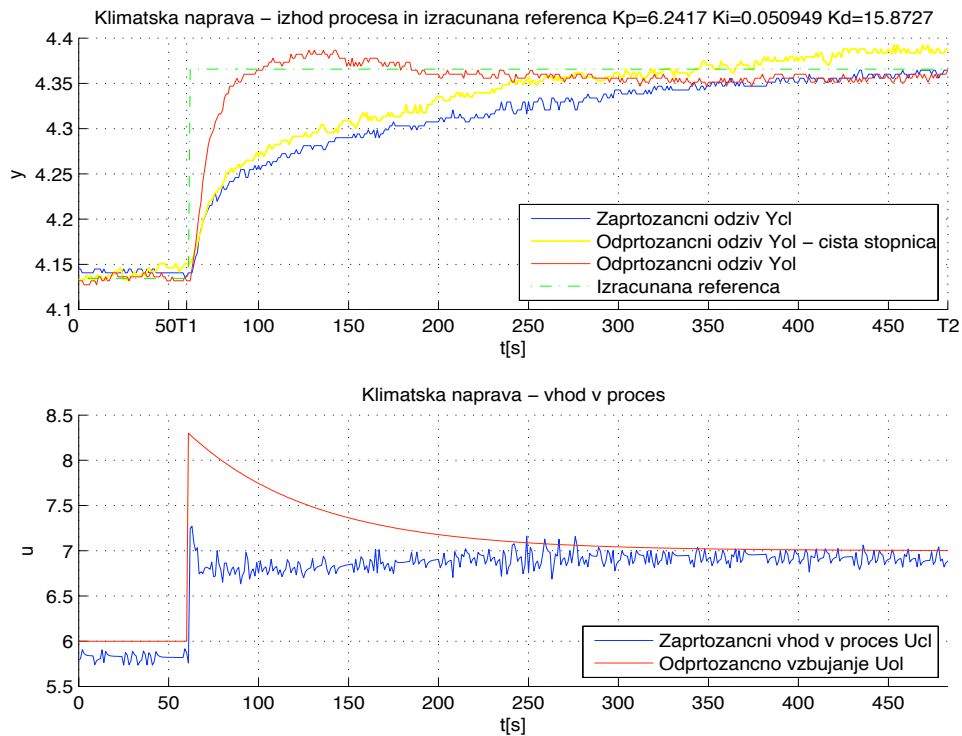 Klimatska naprava − izhod procesa in izracunana referenca Kp=6.2417 Ki=0.050949 Kd=15.8727
4.4
4.35
4.3
4.25
4.2
4.15
4.1
y
Zaprtozancni odziv Ycl
Odprtozancni odziv Yol − cista stopnica
Odprtozancni odziv Yol
Izracunana referenca
0 50 T1 100 150 200 250 300 350 400 450 T2
t[s]
Klimatska naprava − vhod v proces
8.5
8
7.5
7
6.5
6
5.5
u
Zaprtozancni vhod v proces Ucl
Odprtozancno vzbujanje Uol
0 50 100 150 200 250 300 350 400 450
t[s]